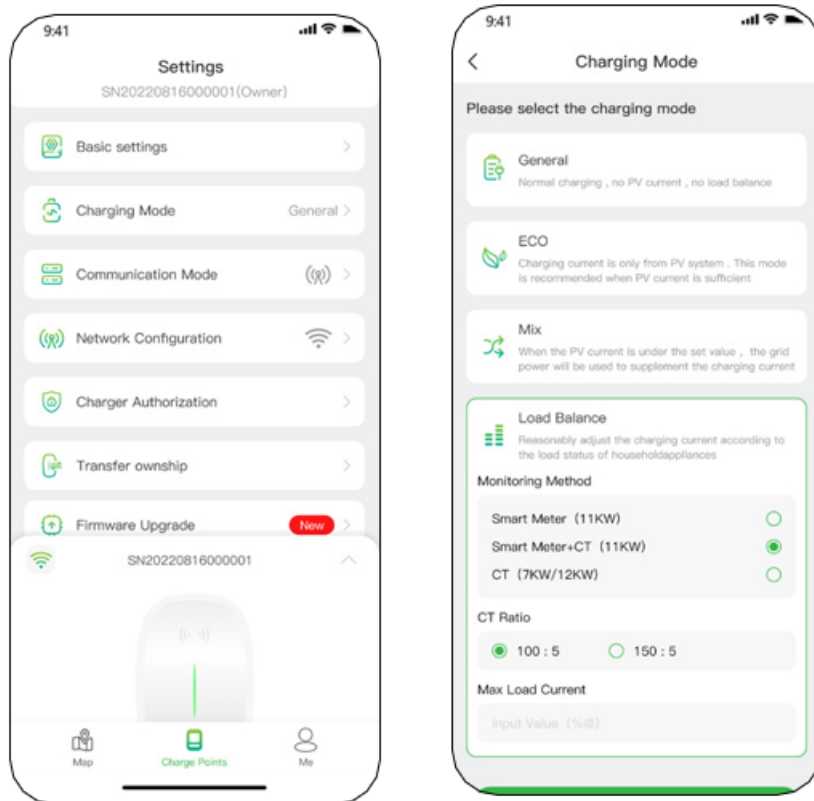 9:41
Settings
SN20220816000001(Owner)
Basic settings
Charging Mode
General
Communication Mode
Network Configuration
Charger Authorization
Transfer ownship
Firmware Upgrade
New
SN20220816000001
Map
Charge Points
Me
9:41
Charging Mode
Please select the charging mode
General
Normal charging , no PV current , no load balance
ECO
Charging current is only from PV system . This mode
is recommended when PV current is sufficient
Mix
When the PV current is under the set value , the grid
power will be used to supplement the charging current
Load Balance
Reasonably adjust the charging current according to
the load status of householdappliances
Monitoring Method
Smart Meter (11KW)
Smart Meter+CT (11KW)
CT (7KW/12KW)
CT Ratio
100 : 5
150 : 5
Max Load Current
Input Value (%@)